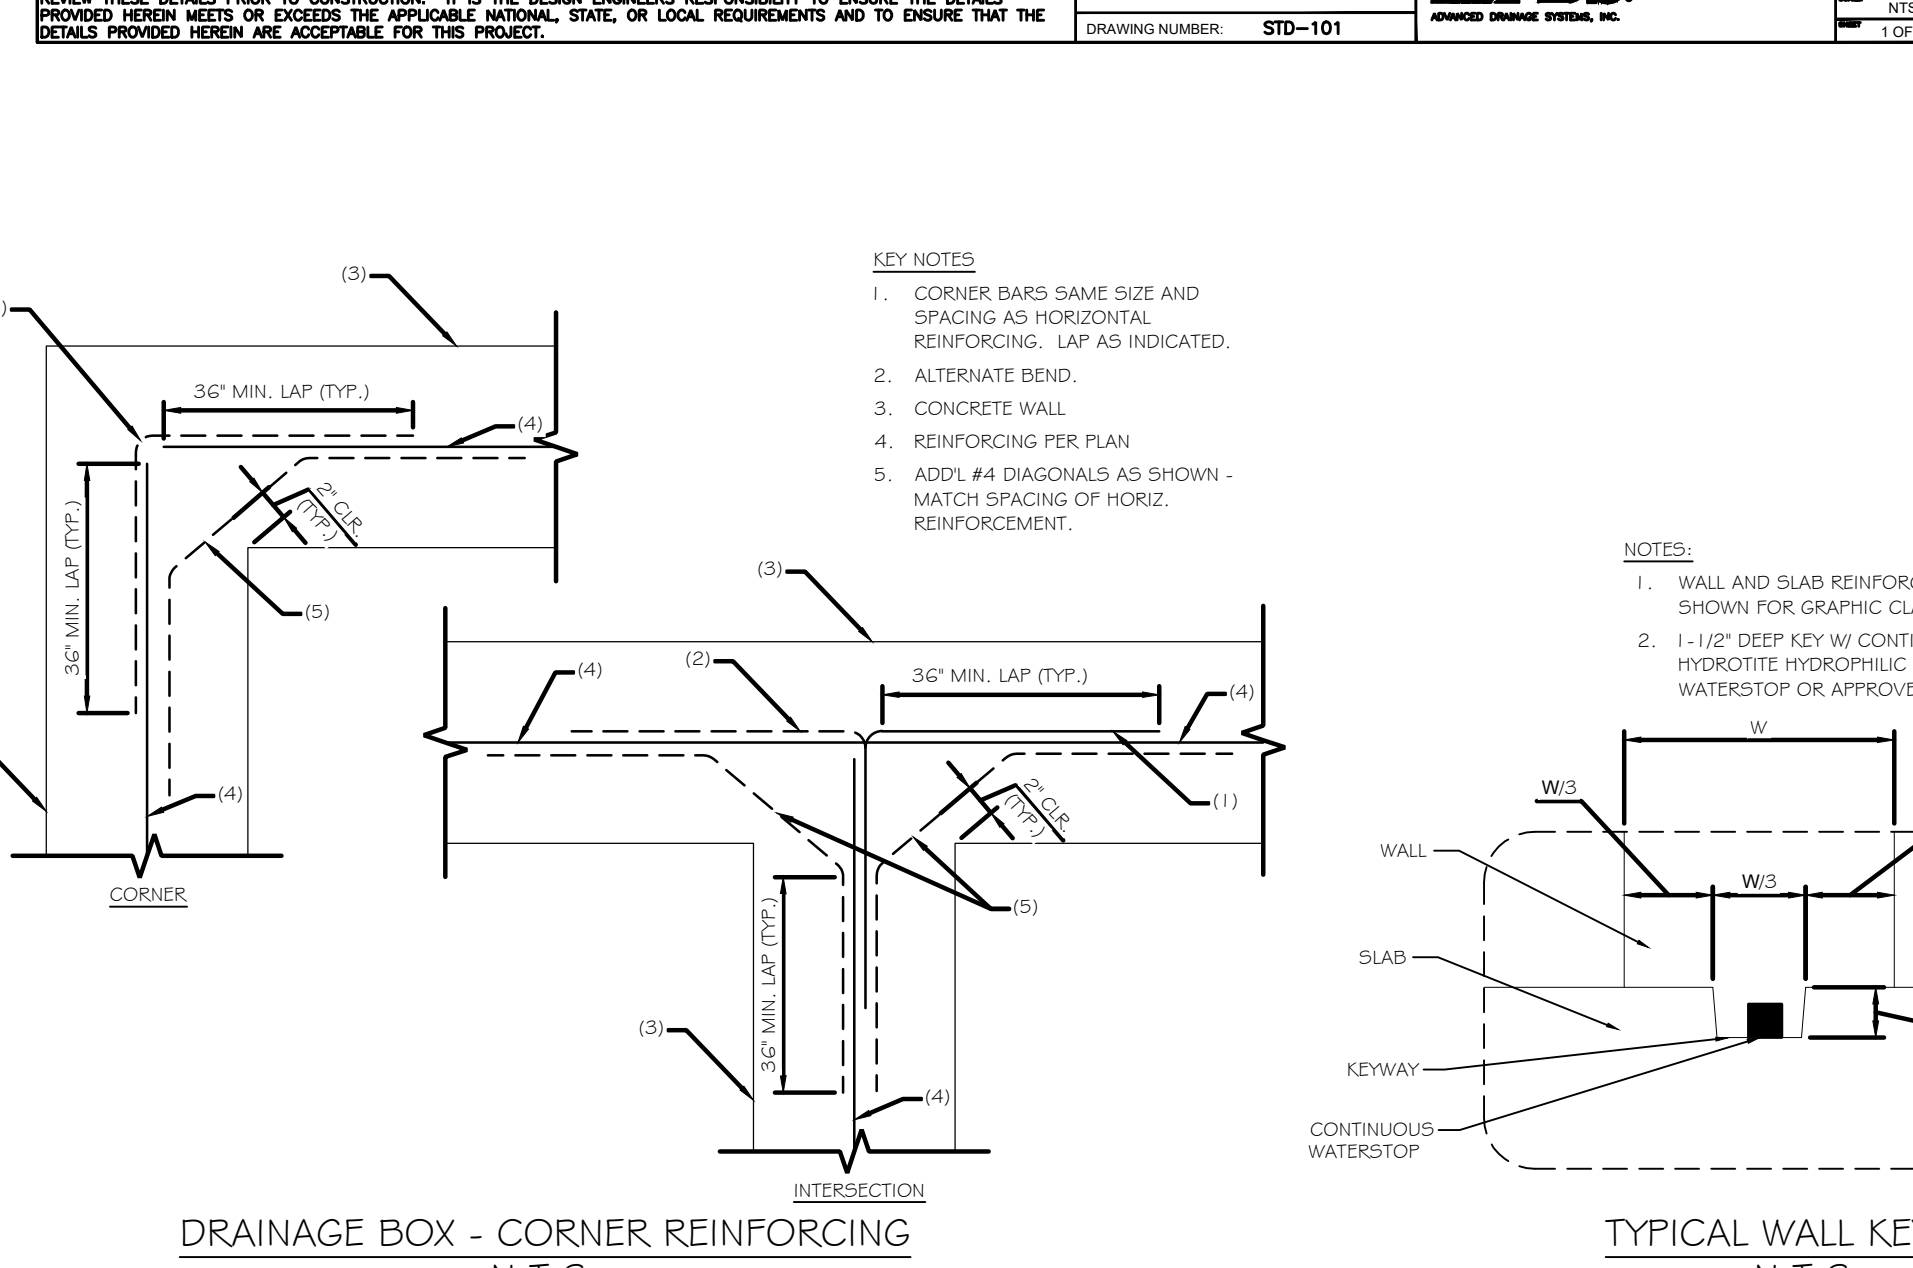 REVIEW THESE DETAILS PRIOR TO CONSTRUCTION. IT IS THE DESIGN ENGINEERS RESPONSIBILITY TO ENSURE THE DETAILS
PROVIDED HEREIN MEETS OR EXCEEDS THE APPLICABLE NATIONAL, STATE, OR LOCAL REQUIREMENTS AND TO ENSURE THAT THE
DETAILS PROVIDED HEREIN ARE ACCEPTABLE FOR THIS PROJECT.
DRAWING NUMBER: STD-101
ADVANCED DRAINAGE SYSTEMS, INC.
NTS
SHEET
1 OF
KEY NOTES
1. CORNER BARS SAME SIZE AND
SPACING AS HORIZONTAL
REINFORCING. LAP AS INDICATED.
2. ALTERNATE BEND.
3. CONCRETE WALL
4. REINFORCING PER PLAN
5. ADD'L #4 DIAGONALS AS SHOWN -
MATCH SPACING OF HORIZ.
REINFORCEMENT.
(3)
)
36" MIN. LAP (TYP.)
(4)
36" MIN. LAP (TYP.)
2" CLR.
(TYP.)
(5)
(4)
CORNER
(3)
(4)
(2)
36" MIN. LAP (TYP.)
(4)
2" CLR.
(TYP.)
(1)
(5)
36" MIN. LAP (TYP.)
(3)
(4)
INTERSECTION
DRAINAGE BOX - CORNER REINFORCING
NOTES:
1. WALL AND SLAB REINFORC
SHOWN FOR GRAPHIC CLA
2. 1-1/2" DEEP KEY W/ CONTI
HYDROTITE HYDROPHILIC
WATERSTOP OR APPROVE
W
W/3
WALL
W/3
SLAB
KEYWAY
CONTINUOUS
WATERSTOP
TYPICAL WALL KE